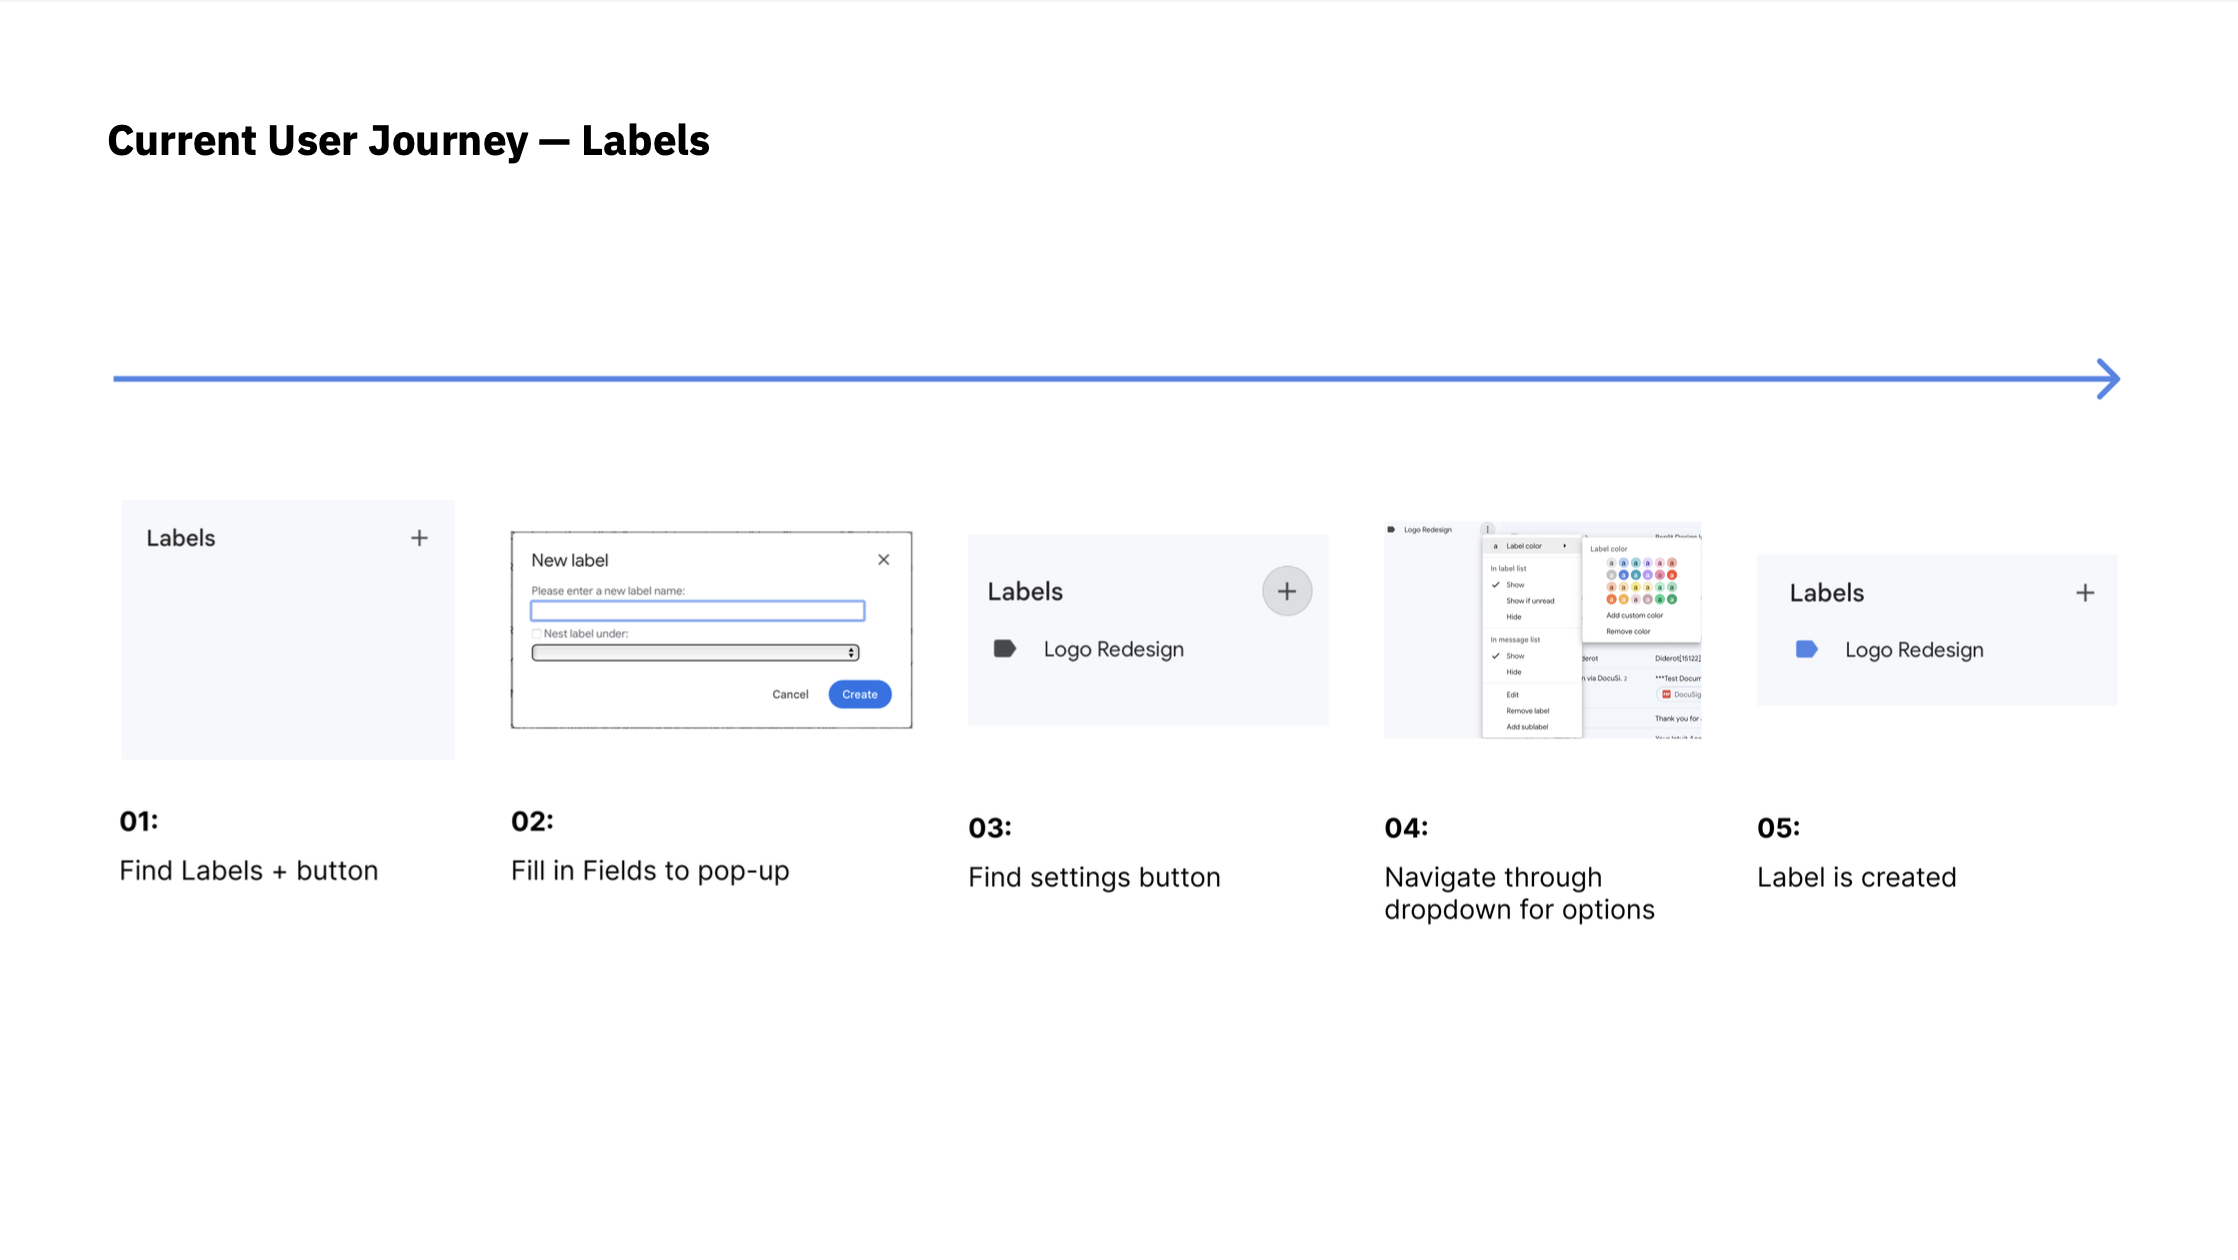 Current User Journey — Labels
Labels +
New label
Please enter a new label name:
Nest label under:
Cancel Create
Labels +
Logo Redesign
Logo Redesign
a Label color
In label list
Show
Show if unread
Hide
In message list
Show
Hide
Edit
Remove label
Add sublabel
Label color
a a a a a a
a a a a a a
a a a a a a
a a a a a a
Add custom color
Remove color
Diderot[15122]
n via DocuSi. 2
***Test Docum
DocuSig
Thank you for
Labels +
Logo Redesign
01:
Find Labels + button
02:
Fill in Fields to pop-up
03:
Find settings button
04:
Navigate through
dropdown for options
05:
Label is created